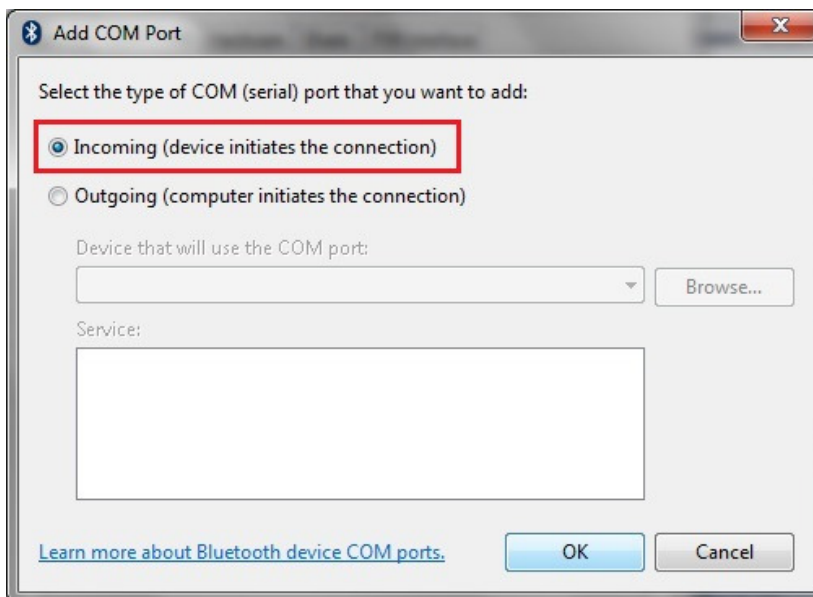 Add COM Port
Select the type of COM (serial) port that you want to add:
Incoming (device initiates the connection)
Outgoing (computer initiates the connection)
Device that will use the COM port:
Browse...
Service:
Learn more about Bluetooth device COM ports.
OK
Cancel